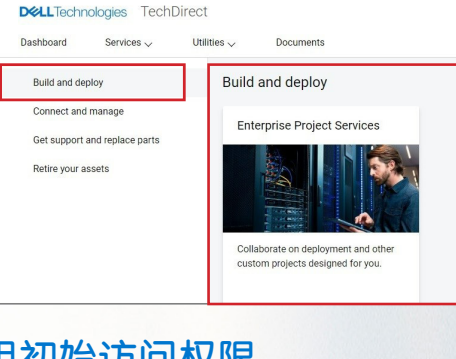 DELLTechnologies TechDirect
Dashboard Services Utilities Documents
Build and deploy
Connect and manage
Get support and replace parts
Retire your assets
Build and deploy
Enterprise Project Services
Collaborate on deployment and other
custom projects designed for you.
初始访问权限